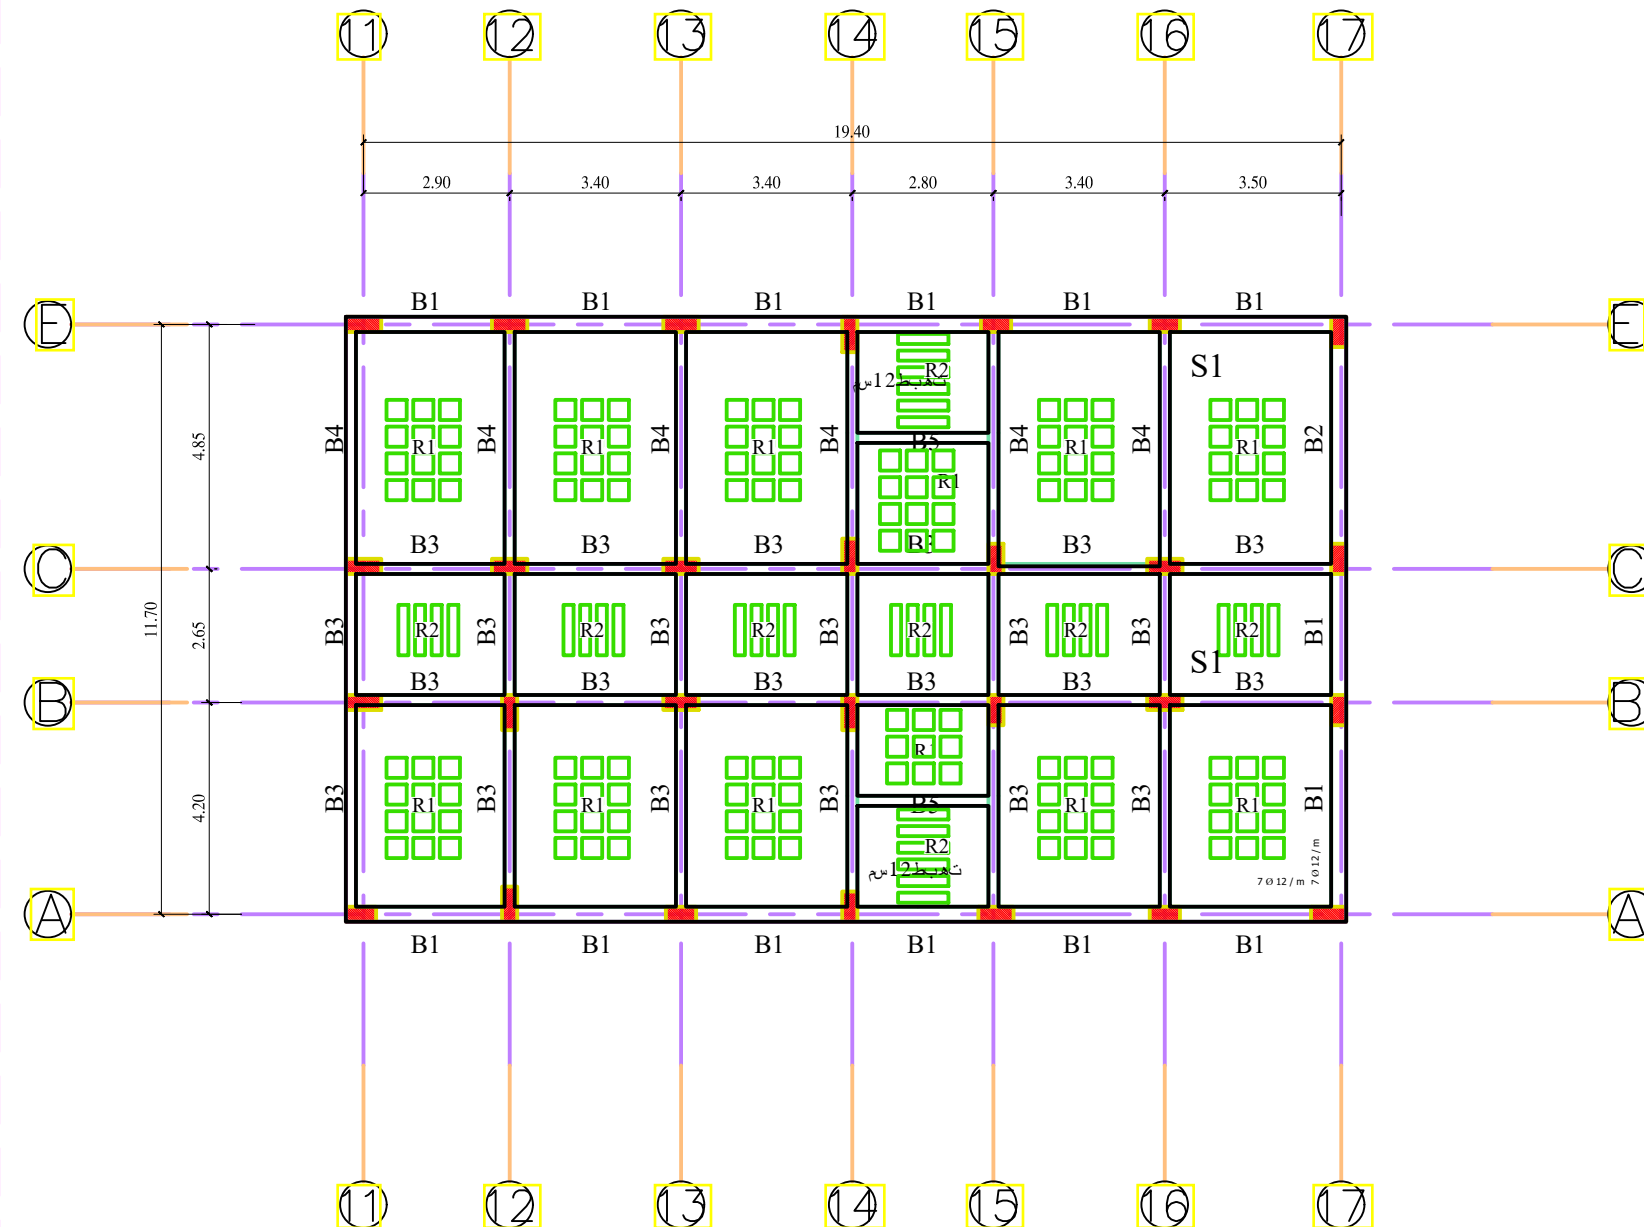 11 12 13 14 15 16 17
19.40
2.90 3.40 3.40 2.80 3.40 3.50
B1 B1 B1 B1 B1 B1
E E
S1
R2
تهبط12سم
4.85
B4 B4 B4 B4 B4 B4 B2
B5
R1 R1 R1 R1 R1
R1
B3 B3 B3 B3 B3 B3
C C
11.70
2.65
B3 B3 B3 B3 B3 B3 B1
R2 R2 R2 R2 R2 R2
S1
B3 B3 B3 B3 B3 B3
B B
R1
4.20
B3 B3 B3 B3 B3 B3 B1
R1 R1 R1 B5 R1 R1
R2
تهبط12سم
7 Ø 12 / m
7 Ø 12 / m
A A
B1 B1 B1 B1 B1 B1
11 12 13 14 15 16 17